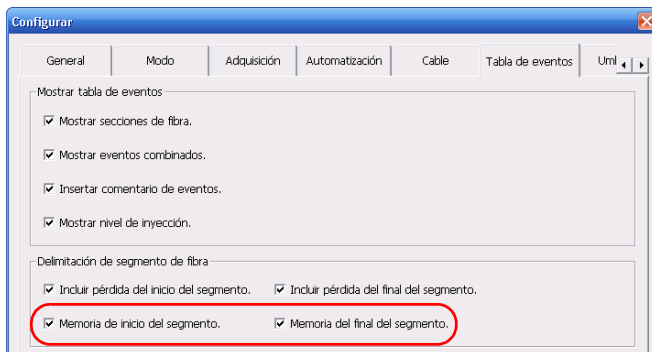 Configurar
General Modo Adquisición Automatización Cable Tabla de eventos Uml
Mostrar tabla de eventos
Mostrar secciones de fibra.
Mostrar eventos combinados.
Insertar comentario de eventos.
Mostrar nivel de inyección.
Delimitación de segmento de fibra
Incluir pérdida del inicio del segmento. Incluir pérdida del final del segmento.
Memoria de inicio del segmento. Memoria del final del segmento.